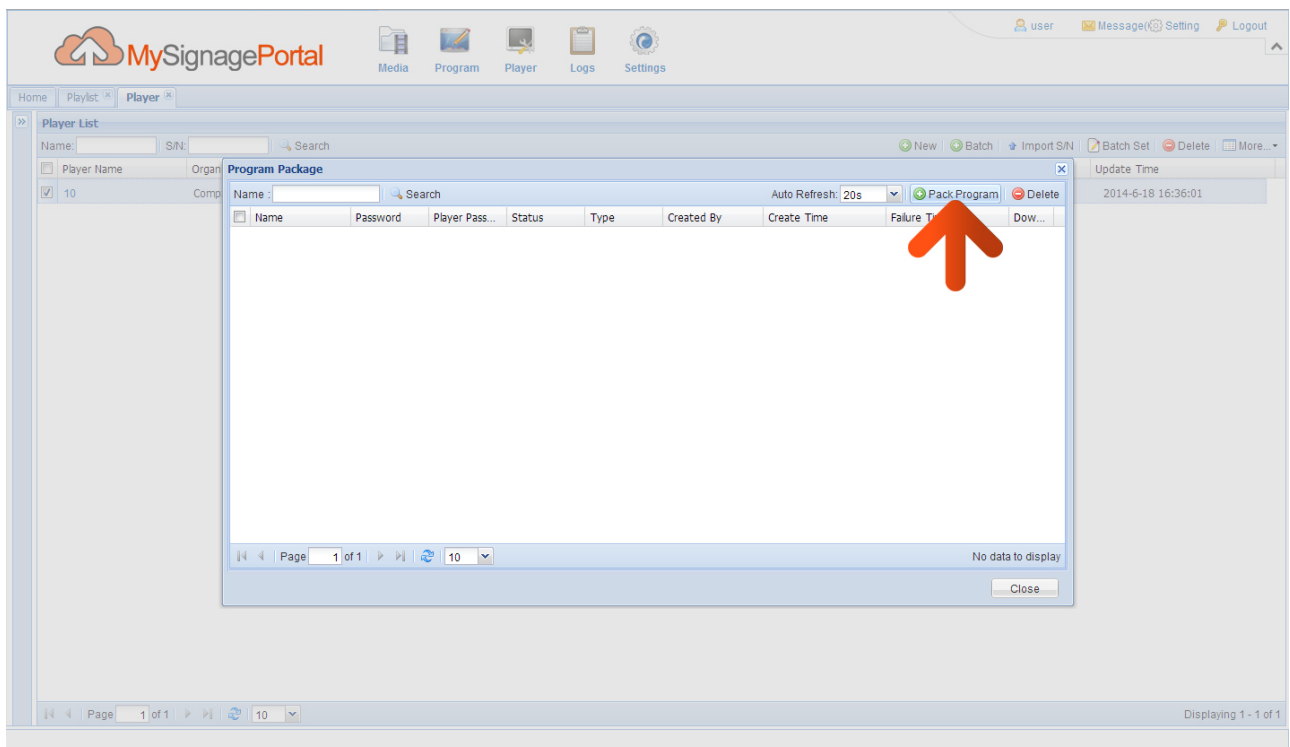 user Message( Setting Logout
MySignagePortal
Media Program Player Logs Settings
Home Playlist Player
Player List
Name: S/N: Search New Batch Import S/N Batch Set Delete More...
Player Name Organ Update Time
10 Comp 2014-6-18 16:36:01
Program Package
Name : Search Auto Refresh: 20s Pack Program Delete
Name Password Player Pass... Status Type Created By Create Time Failure Dow...
Page 1 of 1 10 No data to display
Close
Page 1 of 1 10 Displaying 1 - 1 of 1